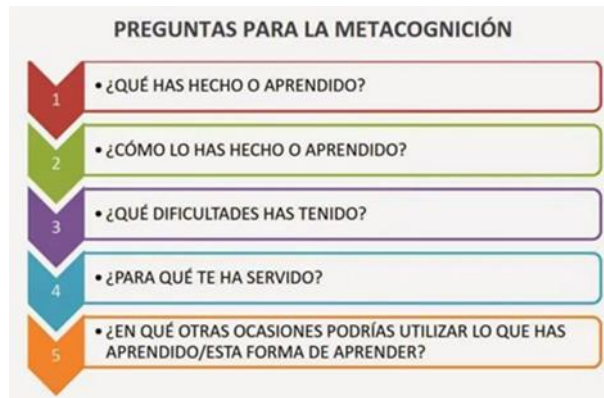 PREGUNTAS PARA LA METACOGNICIÓN
1
• ¿QUÉ HAS HECHO O APRENDIDO?
2
• ¿CÓMO LO HAS HECHO O APRENDIDO?
3
• ¿QUÉ DIFICULTADES HAS TENIDO?
4
• ¿PARA QUÉ TE HA SERVIDO?
5
• ¿EN QUÉ OTRAS OCASIONES PODRÍAS UTILIZAR LO QUE HAS
APRENDIDO/ESTA FORMA DE APRENDER?